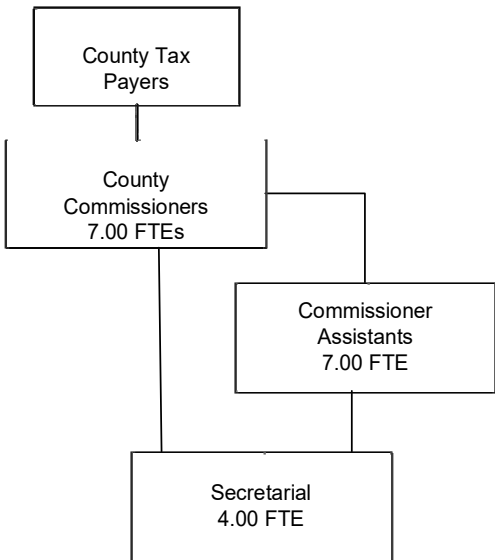 County Tax
Payers
County
Commissioners
7.00 FTEs
Commissioner
Assistants
7.00 FTE
Secretarial
4.00 FTE